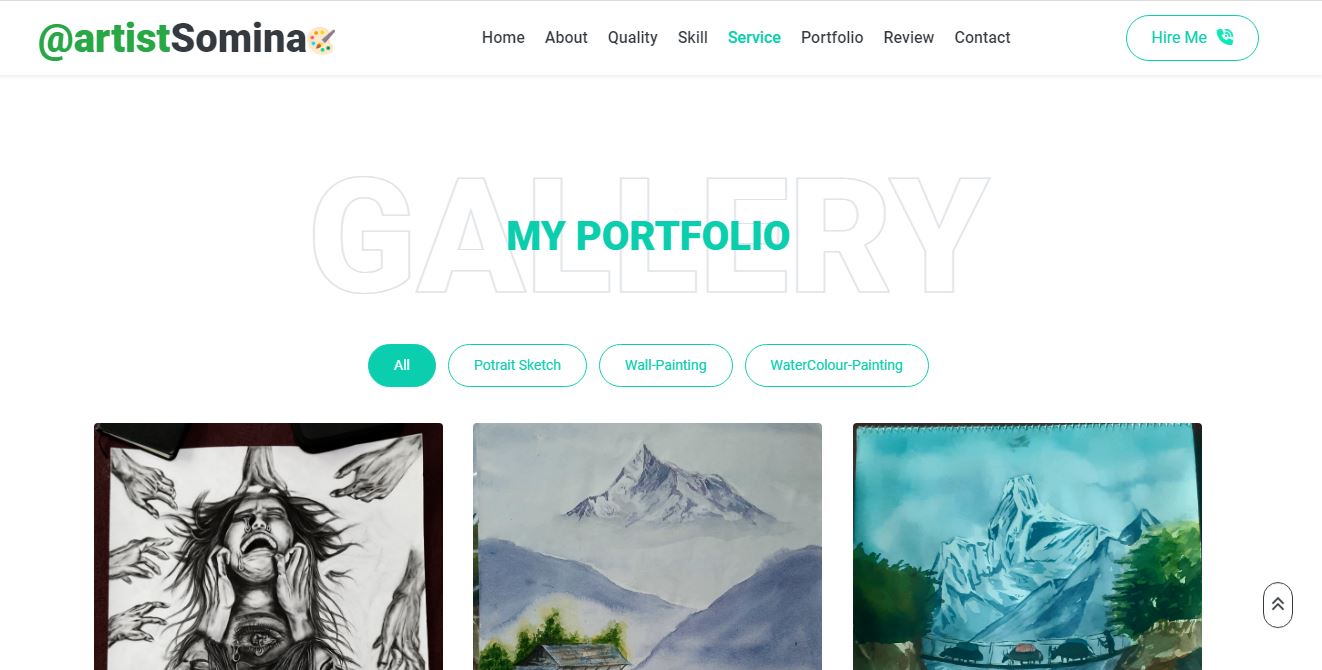 @artistSomina
Home About Quality Skill Service Portfolio Review Contact
Hire Me
GALLERY
MY PORTFOLIO
All
Potrait Sketch
Wall-Painting
WaterColour-Painting